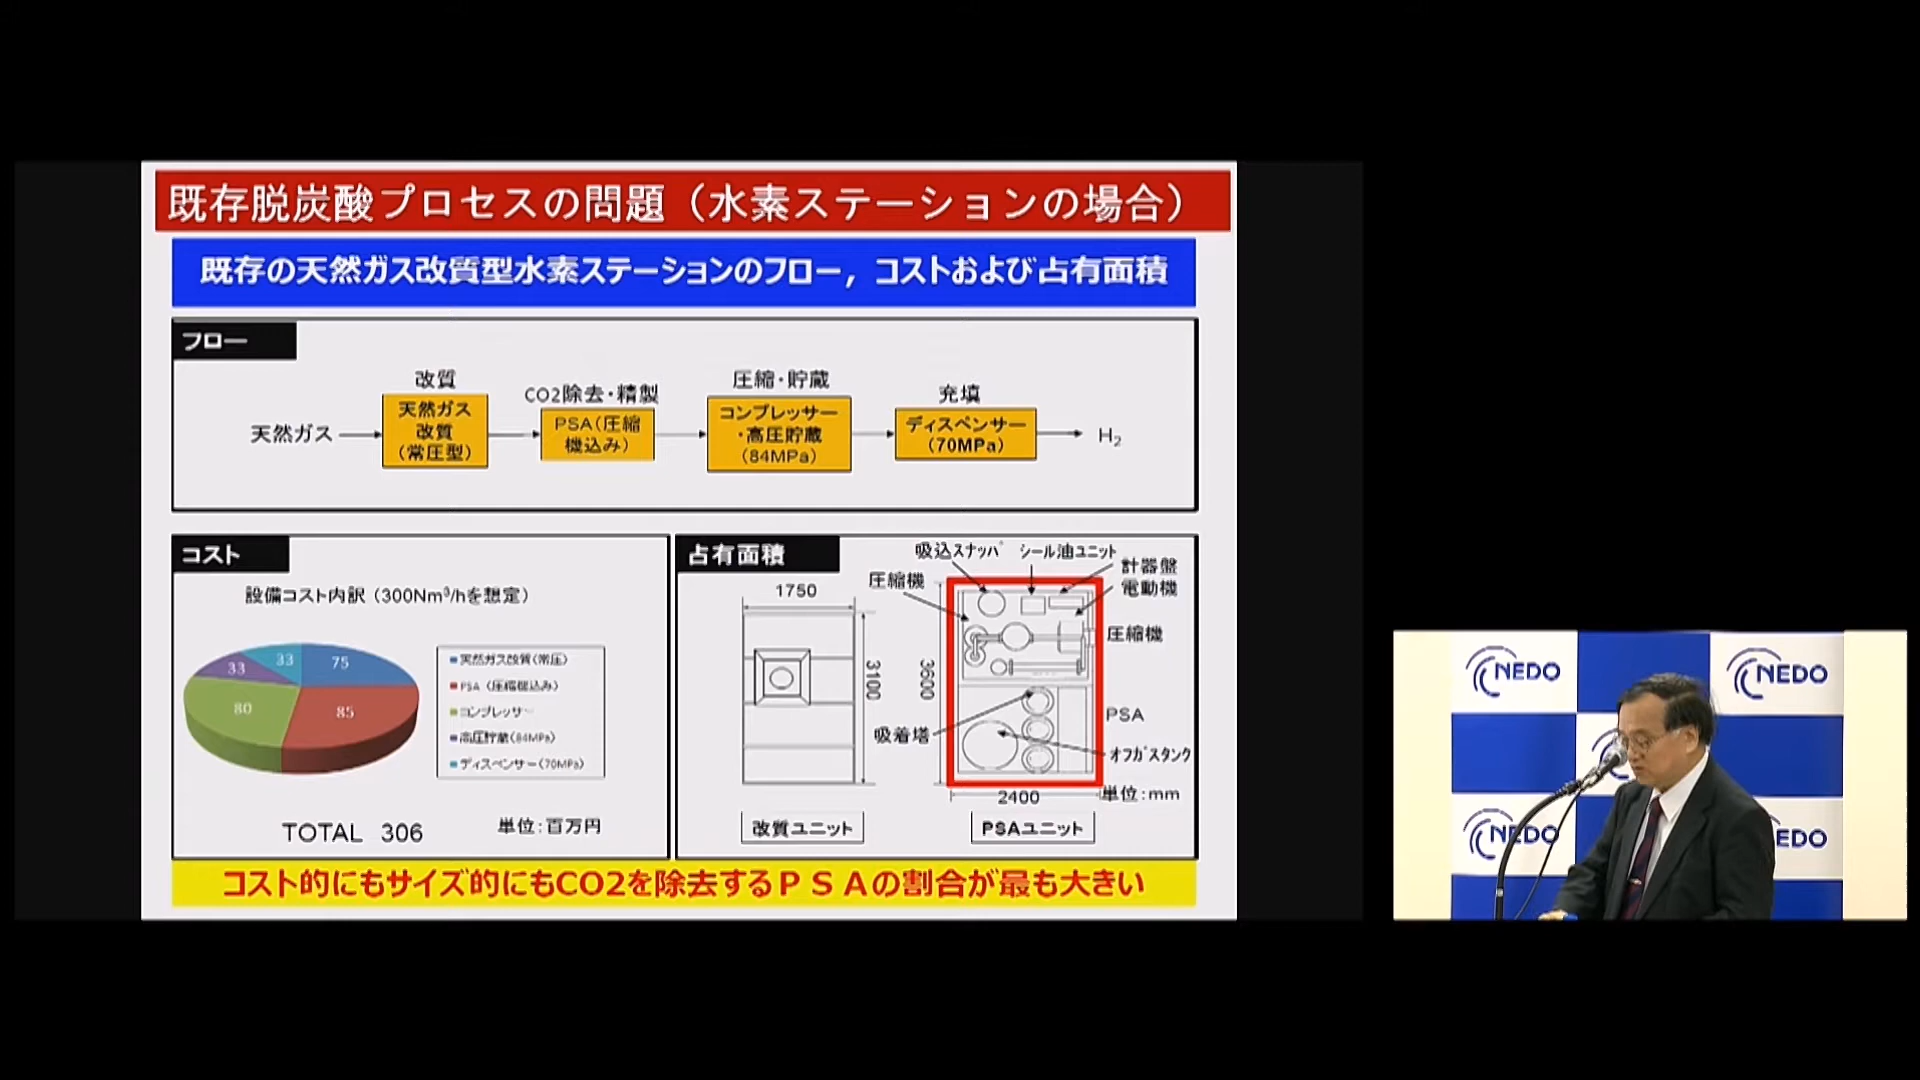 既存脱炭酸プロセスの問題（水素ステーションの場合）
既存の天然ガス改質型水素ステーションのフロー，コストおよび占有面積
フロー
天然ガス
改質
天然ガス
改質
（常圧型）
CO2除去・精製
PSA（圧縮
機込み）
圧縮・貯蔵
コンプレッサー
・高圧貯蔵
（84MPa）
充填
ディスペンサー
（70MPa）
H₂
コスト
設備コスト内訳（300Nm³/hを想定）
33
33
75
80
85
天然ガス改質（常圧）
PSA（圧縮機込み）
コンプレッサー
高圧貯蔵（84MPa）
ディスペンサー（70MPa）
TOTAL 306
単位：百万円
占有面積
1750
3100
改質ユニット
吸込スナッパﾞ
シール油ユニット
計器盤
電動機
圧縮機
圧縮機
3600
吸着塔
PSA
オフガスタンク
2400
単位：mm
PSAユニット
コスト的にもサイズ的にもCO2を除去するＰＳＡの割合が最も大きい
NEDO
NEDO
NEDO
EDO